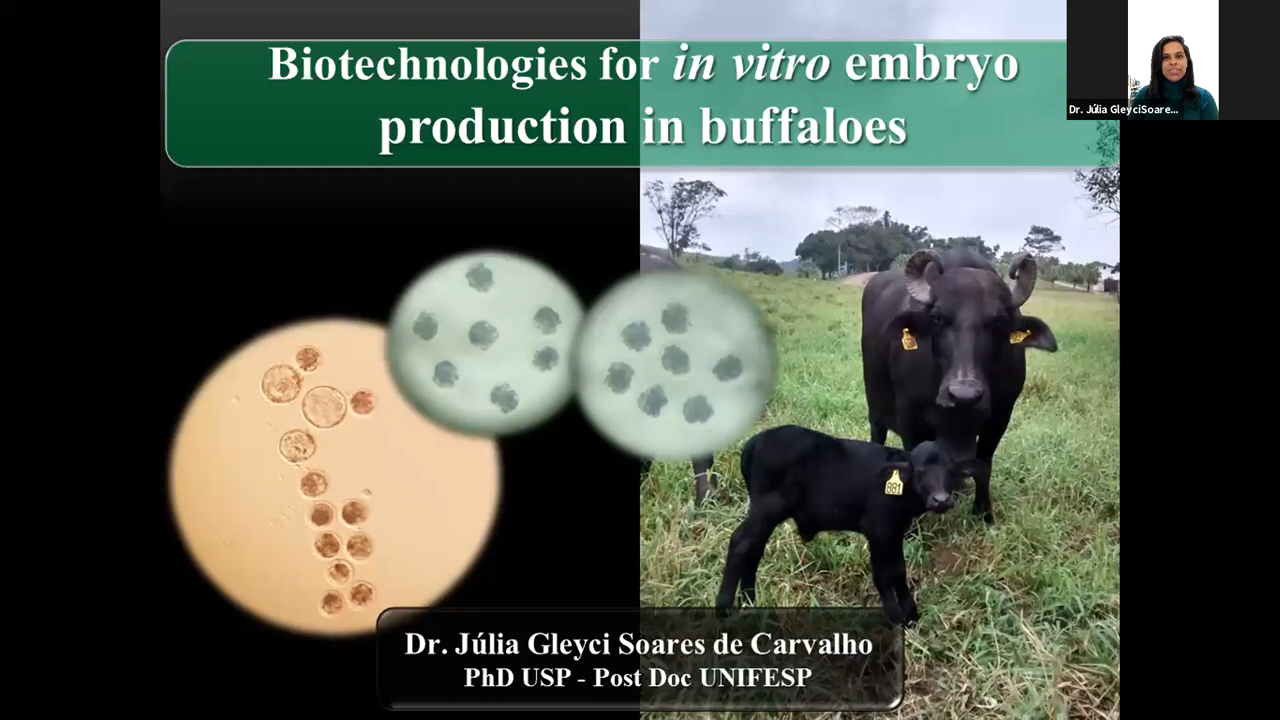 Biotechnologies for in vitro embryo
production in buffaloes
Dr. Júlia GleyciSoare...
881
Dr. Júlia Gleyci Soares de Carvalho
PhD USP - Post Doc UNIFESP